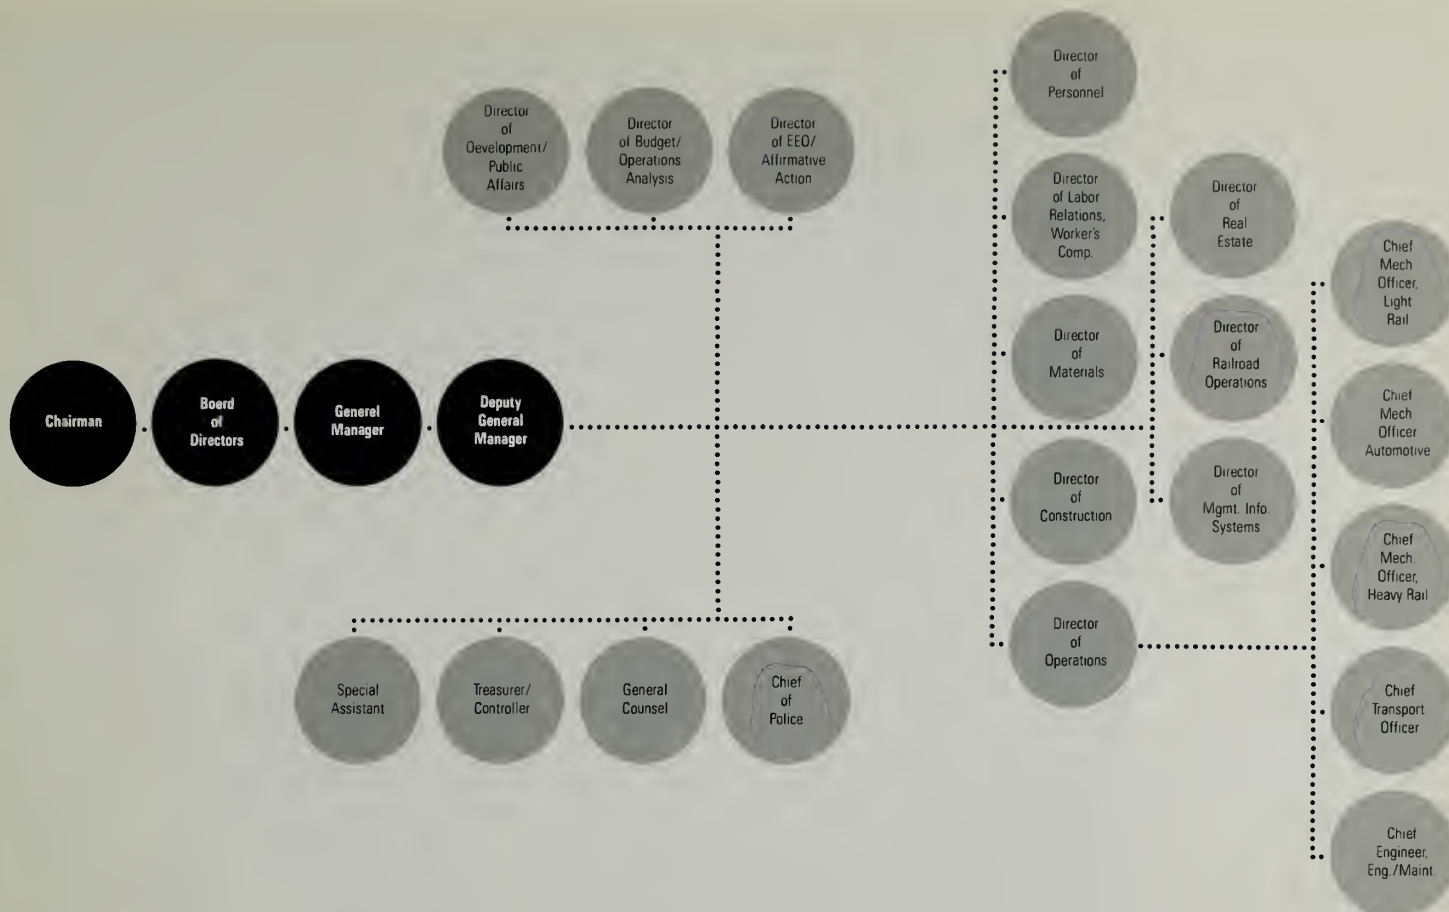 Director
of
Personnel
Director
of
Development/
Public
Affairs
Director
of Budget/
Operations
Analysis
Director
of EEO/
Affirmative
Action
Director
of Labor
Relations,
Worker's
Comp.
Director
of
Real
Estate
Chief
Mech
Officer,
Light
Rail
Director
of
Materials
Director
of
Railroad
Operations
Chairman
Board
of
Directors
General
Manager
Deputy
General
Manager
Chief
Mech
Officer
Automotive
Director
of
Construction
Director
of
Mgmt. Info.
Systems
Chief
Mech.
Officer,
Heavy Rail
Director
of
Operations
Special
Assistant
Treasurer/
Controller
General
Counsel
Chief
of
Police
Chief
Transport
Officer
Chief
Engineer,
Eng./Maint.